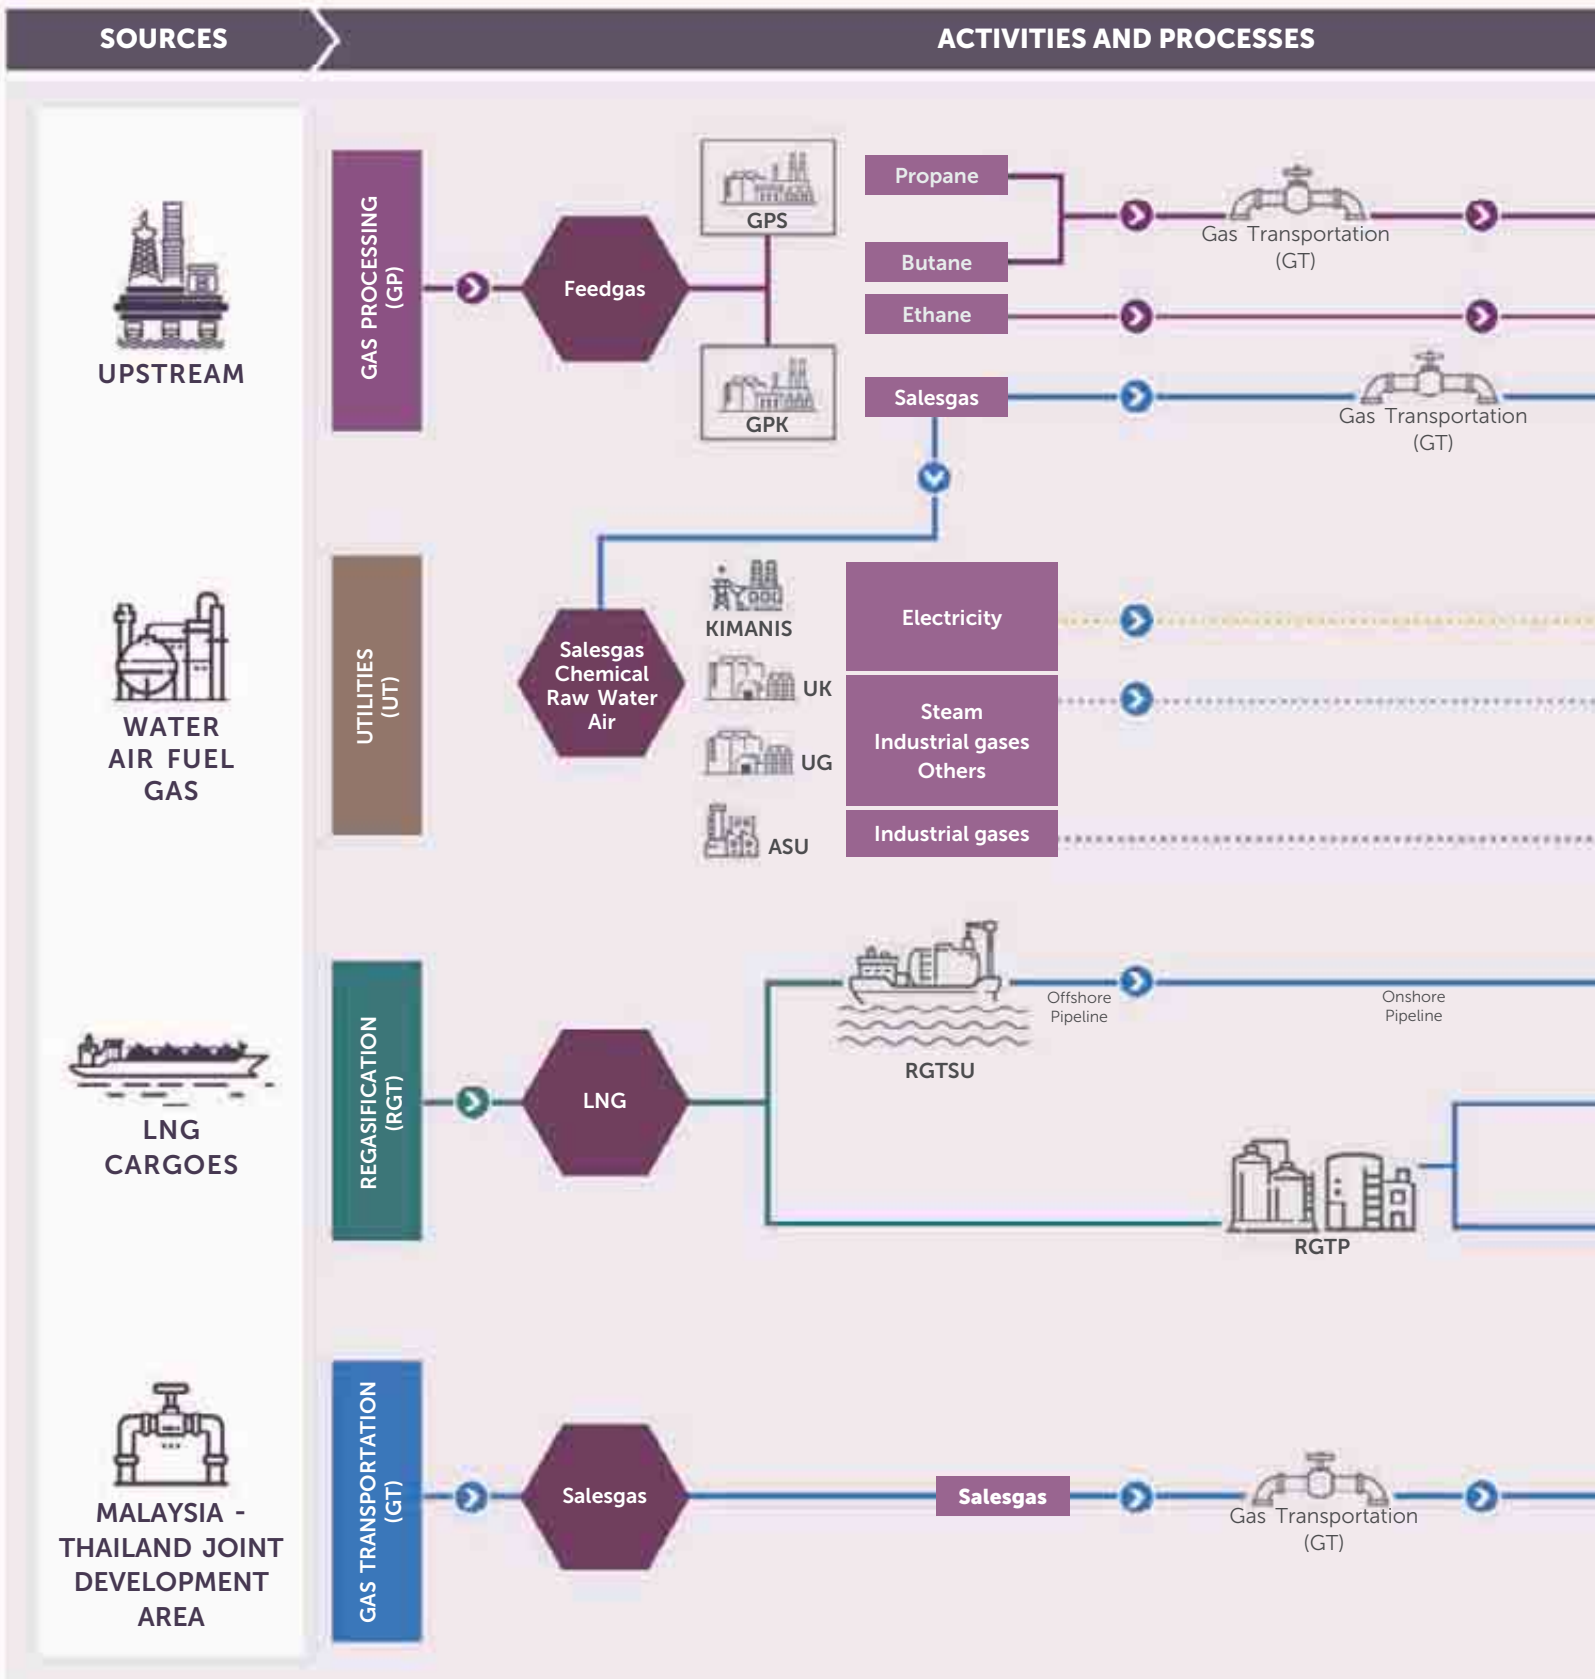 SOURCES
ACTIVITIES AND PROCESSES
UPSTREAM
GAS PROCESSING
(GP)
Feedgas
GPS
GPK
Propane
Butane
Ethane
Salesgas
Gas Transportation
(GT)
Gas Transportation
(GT)
WATER
AIR FUEL
GAS
UTILITIES
(UT)
Salesgas
Chemical
Raw Water
Air
KIMANIS
UK
UG
ASU
Electricity
Steam
Industrial gases
Others
Industrial gases
LNG
CARGOES
REGASIFICATION
(RGT)
LNG
RGTSU
Offshore
Pipeline
Onshore
Pipeline
RGTP
MALAYSIA -
THAILAND JOINT
DEVELOPMENT
AREA
GAS TRANSPORTATION
(GT)
Salesgas
Salesgas
Gas Transportation
(GT)